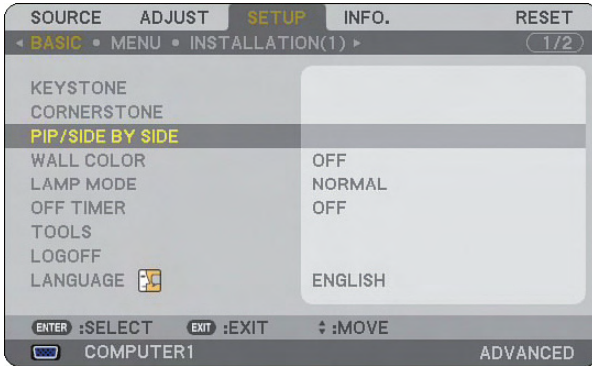 SOURCE ADJUST SETUP INFO. RESET
BASIC • MENU • INSTALLATION(1) 1/2
KEYSTONE
CORNERSTONE
PIP/SIDE BY SIDE
WALL COLOR OFF
LAMP MODE NORMAL
OFF TIMER OFF
TOOLS
LOGOFF
LANGUAGE ENGLISH
ENTER :SELECT EXIT :EXIT :MOVE
COMPUTER1 ADVANCED